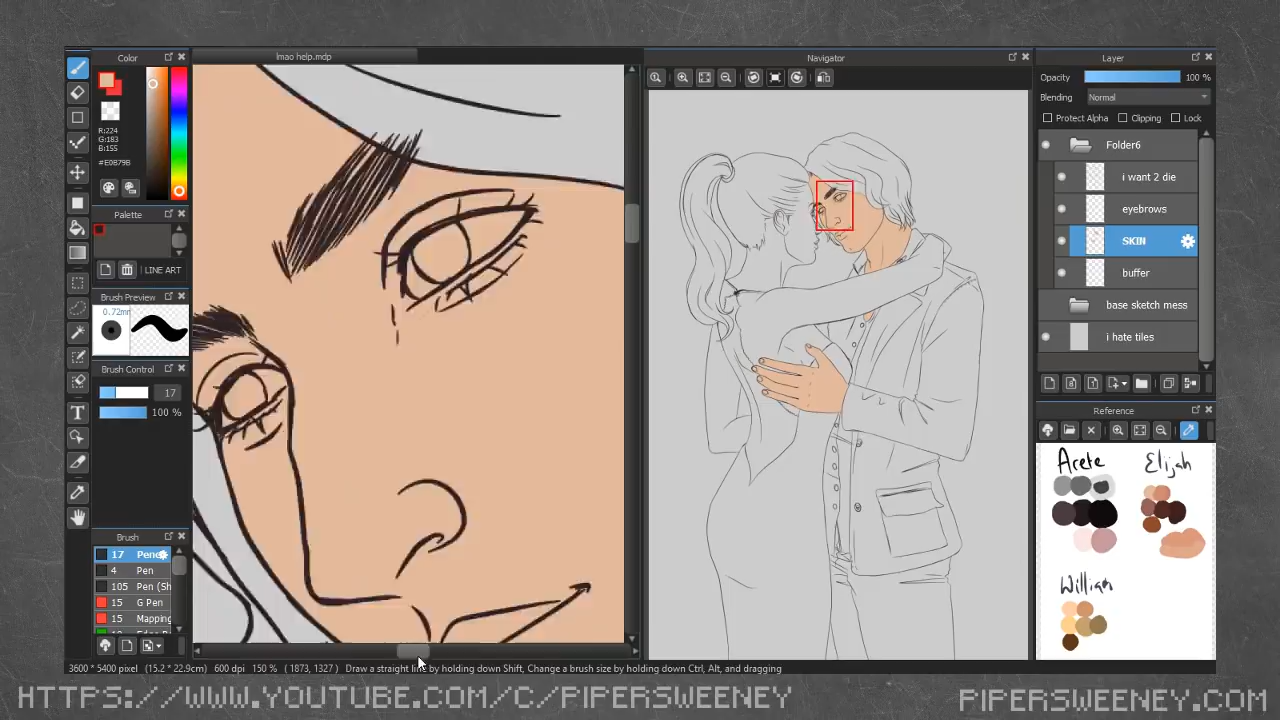 Color
lmao help.mdp
Navigator
Layer
R:224
G:183
B:155
#E0B79B
Palette
LINE ART
Brush Preview
0.72mm
Brush Control
17
100 %
Brush
17 Penc
4 Pen
105 Pen (Sh
15 G Pen
15 Mapping
Opacity 100 %
Blending Normal
Protect Alpha Clipping Lock
Folder6
i want 2 die
eyebrows
SKIN
buffer
base sketch mess
i hate tiles
Reference
Arete Elijah
William
3600 * 5400 pixel (15.2 * 22.9cm) 600 dpi 150 % ( 1873, 1327 ) Draw a straight line by holding down Shift, Change a brush size by holding down Ctrl, Alt, and dragging
HTTPS://WWW.YOUTUBE.COM/C/PIPERSWEENEY
PIPERSWEENEY.COM